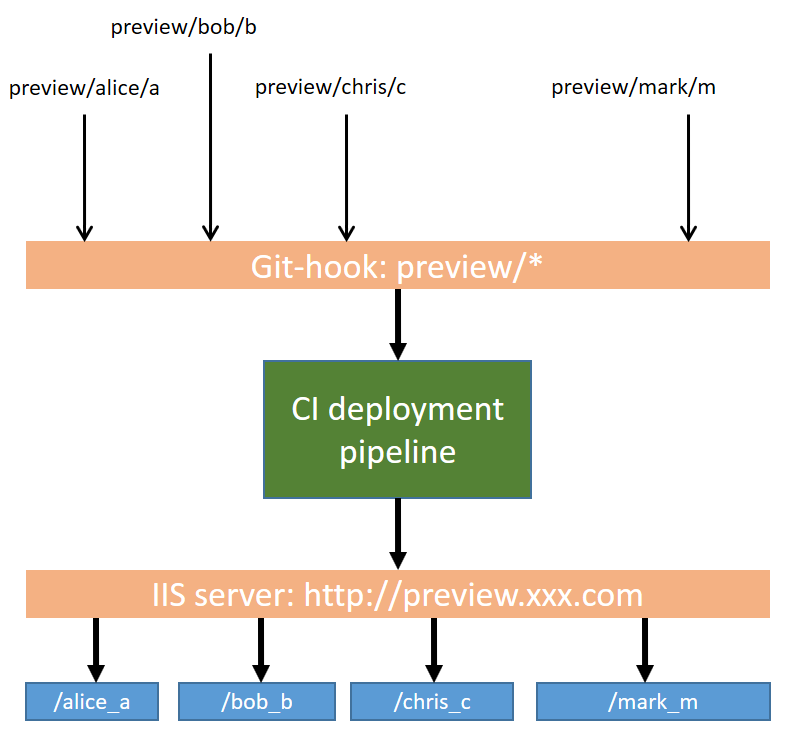 preview/bob/b
preview/alice/a
preview/chris/c
preview/mark/m
Git-hook: preview/*
CI deployment
pipeline
IIS server: http://preview.xxx.com
/alice_a
/bob_b
/chris_c
/mark_m